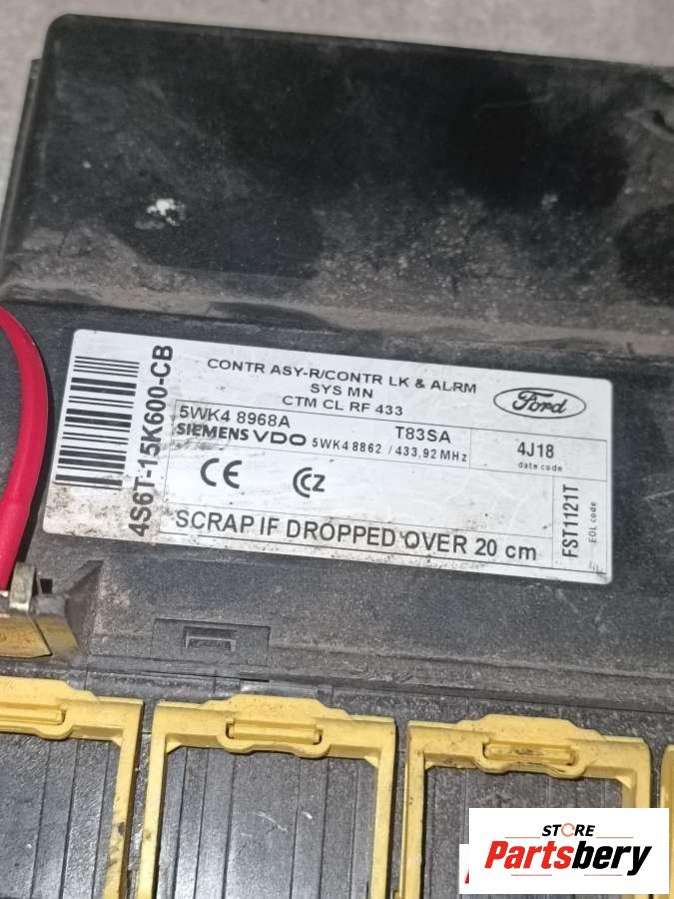 4S6T-15K600-CB
CONTR ASY-R/CONTR LK & ALRM
SYS MN
CTM CL RF 433
Ford
5WK4 8968A T83SA
SIEMENS VDO 5WK4 8862 / 433,92 MHz
4J18
date code
CE CZ
SCRAP IF DROPPED OVER 20 cm
FST1121T
EOL code
STORE
Partsbery